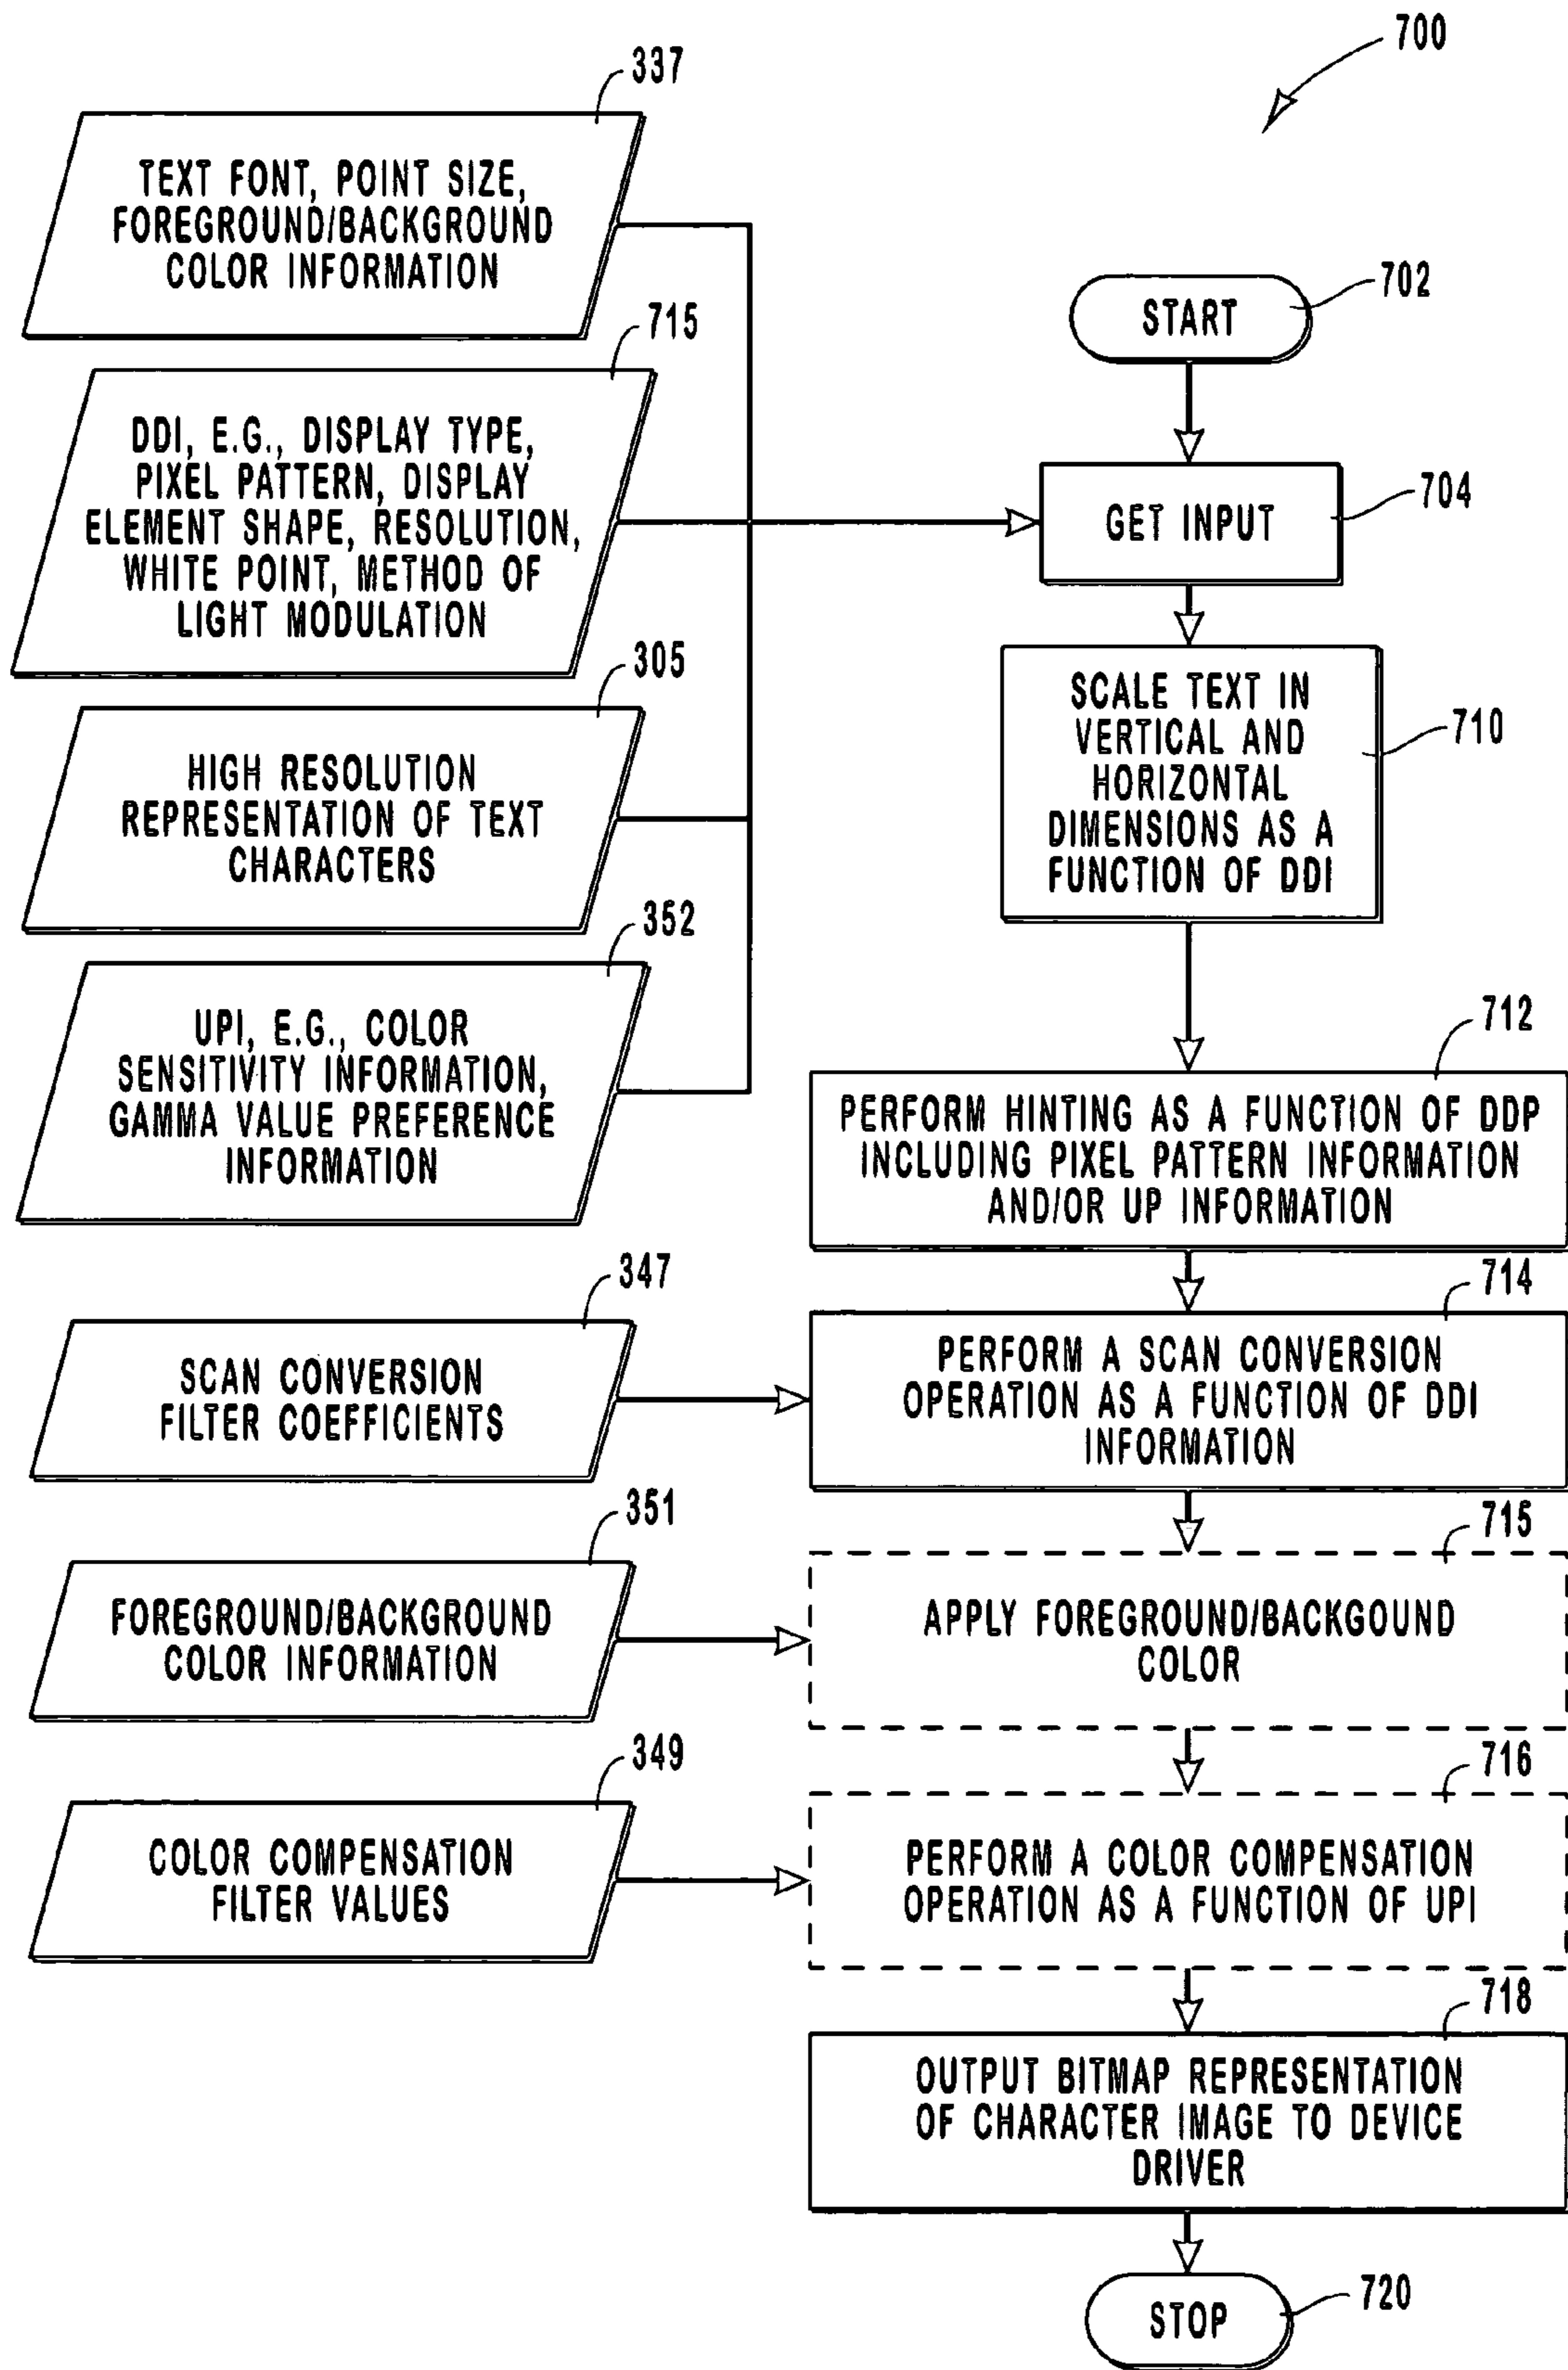 700
337
TEXT FONT, POINT SIZE,
FOREGROUND/BACKGROUND
COLOR INFORMATION
702
START
715
DDI, E.G., DISPLAY TYPE,
PIXEL PATTERN, DISPLAY
ELEMENT SHAPE, RESOLUTION,
WHITE POINT, METHOD OF
LIGHT MODULATION
704
GET INPUT
305
HIGH RESOLUTION
REPRESENTATION OF TEXT
CHARACTERS
710
SCALE TEXT IN
VERTICAL AND
HORIZONTAL
DIMENSIONS AS A
FUNCTION OF DDI
352
UPI, E.G., COLOR
SENSITIVITY INFORMATION,
GAMMA VALUE PREFERENCE
INFORMATION
712
PERFORM HINTING AS A FUNCTION OF DDP
INCLUDING PIXEL PATTERN INFORMATION
AND/OR UP INFORMATION
347
SCAN CONVERSION
FILTER COEFFICIENTS
714
PERFORM A SCAN CONVERSION
OPERATION AS A FUNCTION OF DDI
INFORMATION
351
FOREGROUND/BACKGROUND
COLOR INFORMATION
715
APPLY FOREGROUND/BACKGOUND
COLOR
349
COLOR COMPENSATION
FILTER VALUES
716
PERFORM A COLOR COMPENSATION
OPERATION AS A FUNCTION OF UPI
718
OUTPUT BITMAP REPRESENTATION
OF CHARACTER IMAGE TO DEVICE
DRIVER
720
STOP